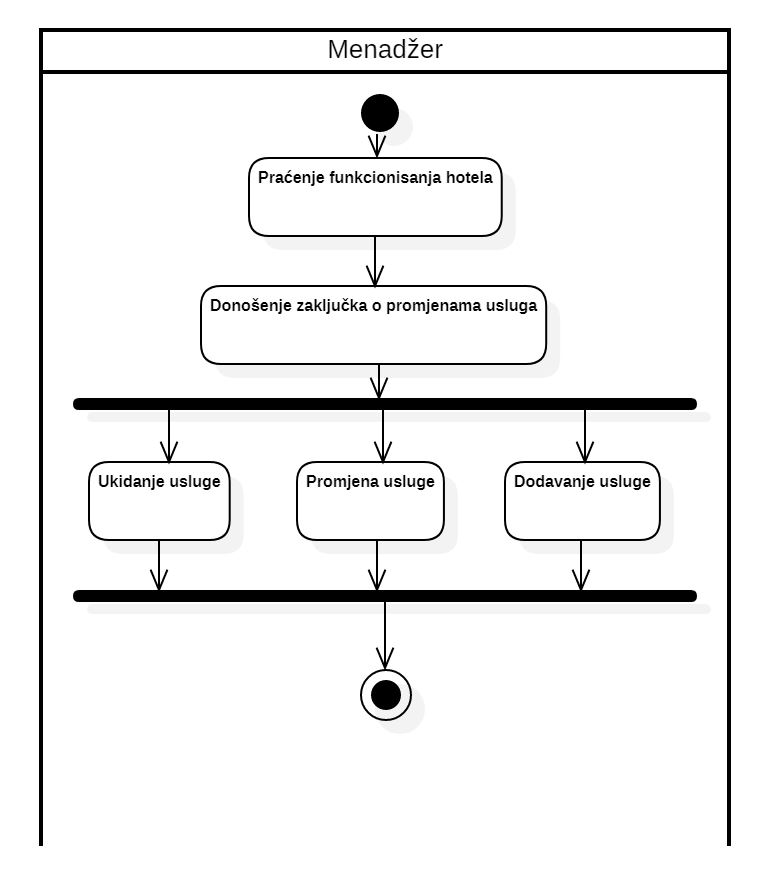 Menadžer
Praćenje funkcionisanja hotela
Donošenje zaključka o promjenama usluga
Ukidanje usluge
Promjena usluge
Dodavanje usluge